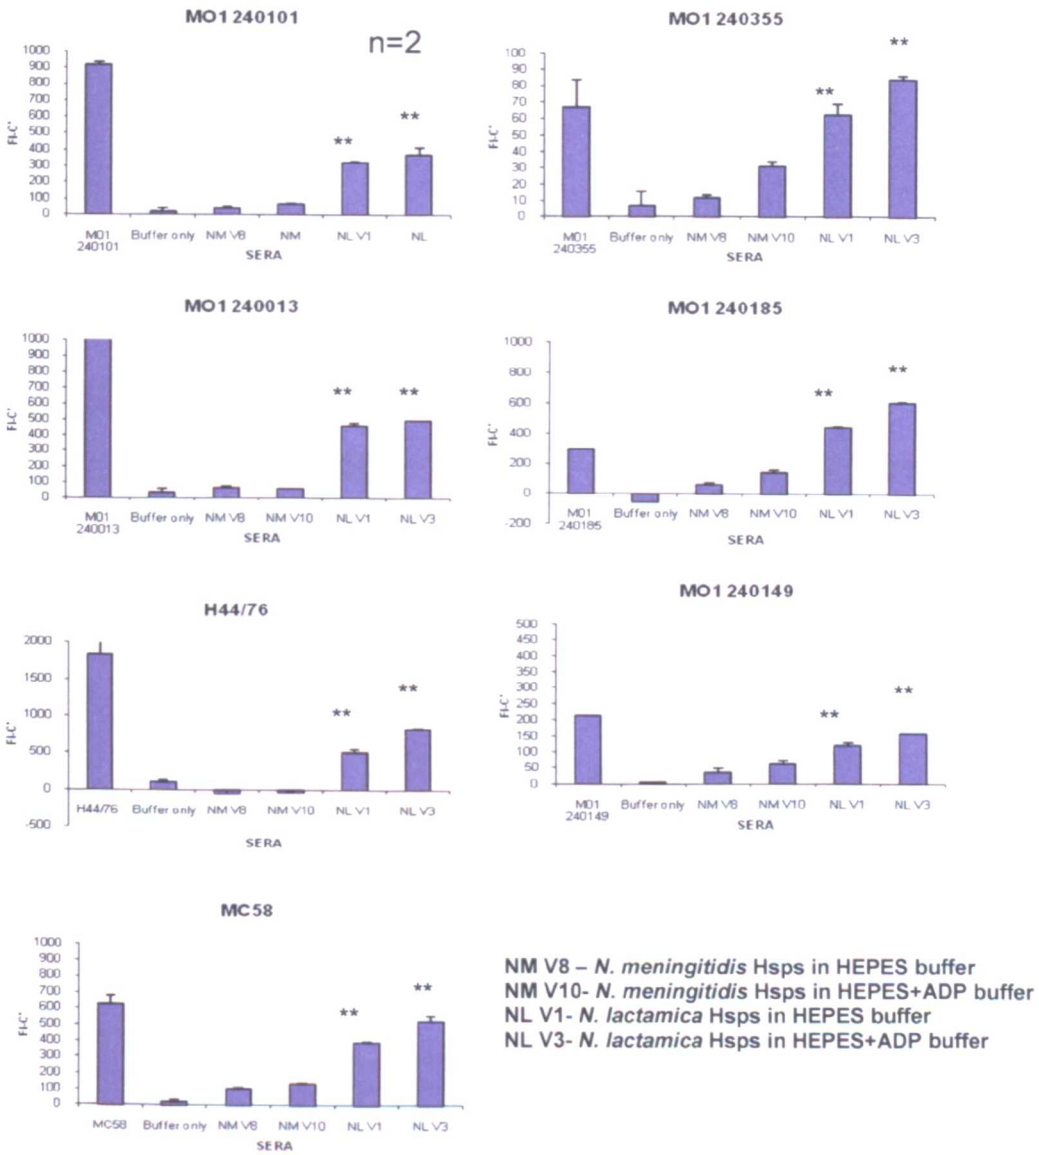 MO1 240101
n=2
1000
900
800
700
600
500
400
300
200
100
0
FI-C'
**
**
M01 240101
Buffer only
NM V8
NM
NL V1
NL
SERA
MO1 240355
100
90
80
70
60
50
40
30
20
10
0
FI-C'
**
**
M01 240355
Buffer only
NM V8
NM V10
NL V1
NL V3
SERA
MO1 240013
1000
900
800
700
600
500
400
300
200
100
0
FI-C'
**
**
M01 240013
Buffer only
NM V8
NM V10
NL V1
NL V3
SERA
MO1 240185
1000
800
600
400
200
0
-200
FI-C'
**
**
M01 240185
Buffer only
NM V8
NM V10
NL V1
NL V3
SERA
H44/76
2000
1500
1000
500
0
-500
FI-C'
**
**
H44/76
Buffer only
NM V8
NM V10
NL V1
NL V3
SERA
MO1 240149
500
450
400
350
300
250
200
150
100
50
0
FI-C'
**
**
M01 240149
Buffer only
NM V8
NM V10
NL V1
NL V3
SERA
MC58
1000
900
800
700
600
500
400
300
200
100
0
FI-C'
**
**
MC58
Buffer only
NM V8
NM V10
NL V1
NL V3
SERA
NM V8 – N. meningitidis Hsps in HEPES buffer
NM V10- N. meningitidis Hsps in HEPES+ADP buffer
NL V1- N. lactamica Hsps in HEPES buffer
NL V3- N. lactamica Hsps in HEPES+ADP buffer